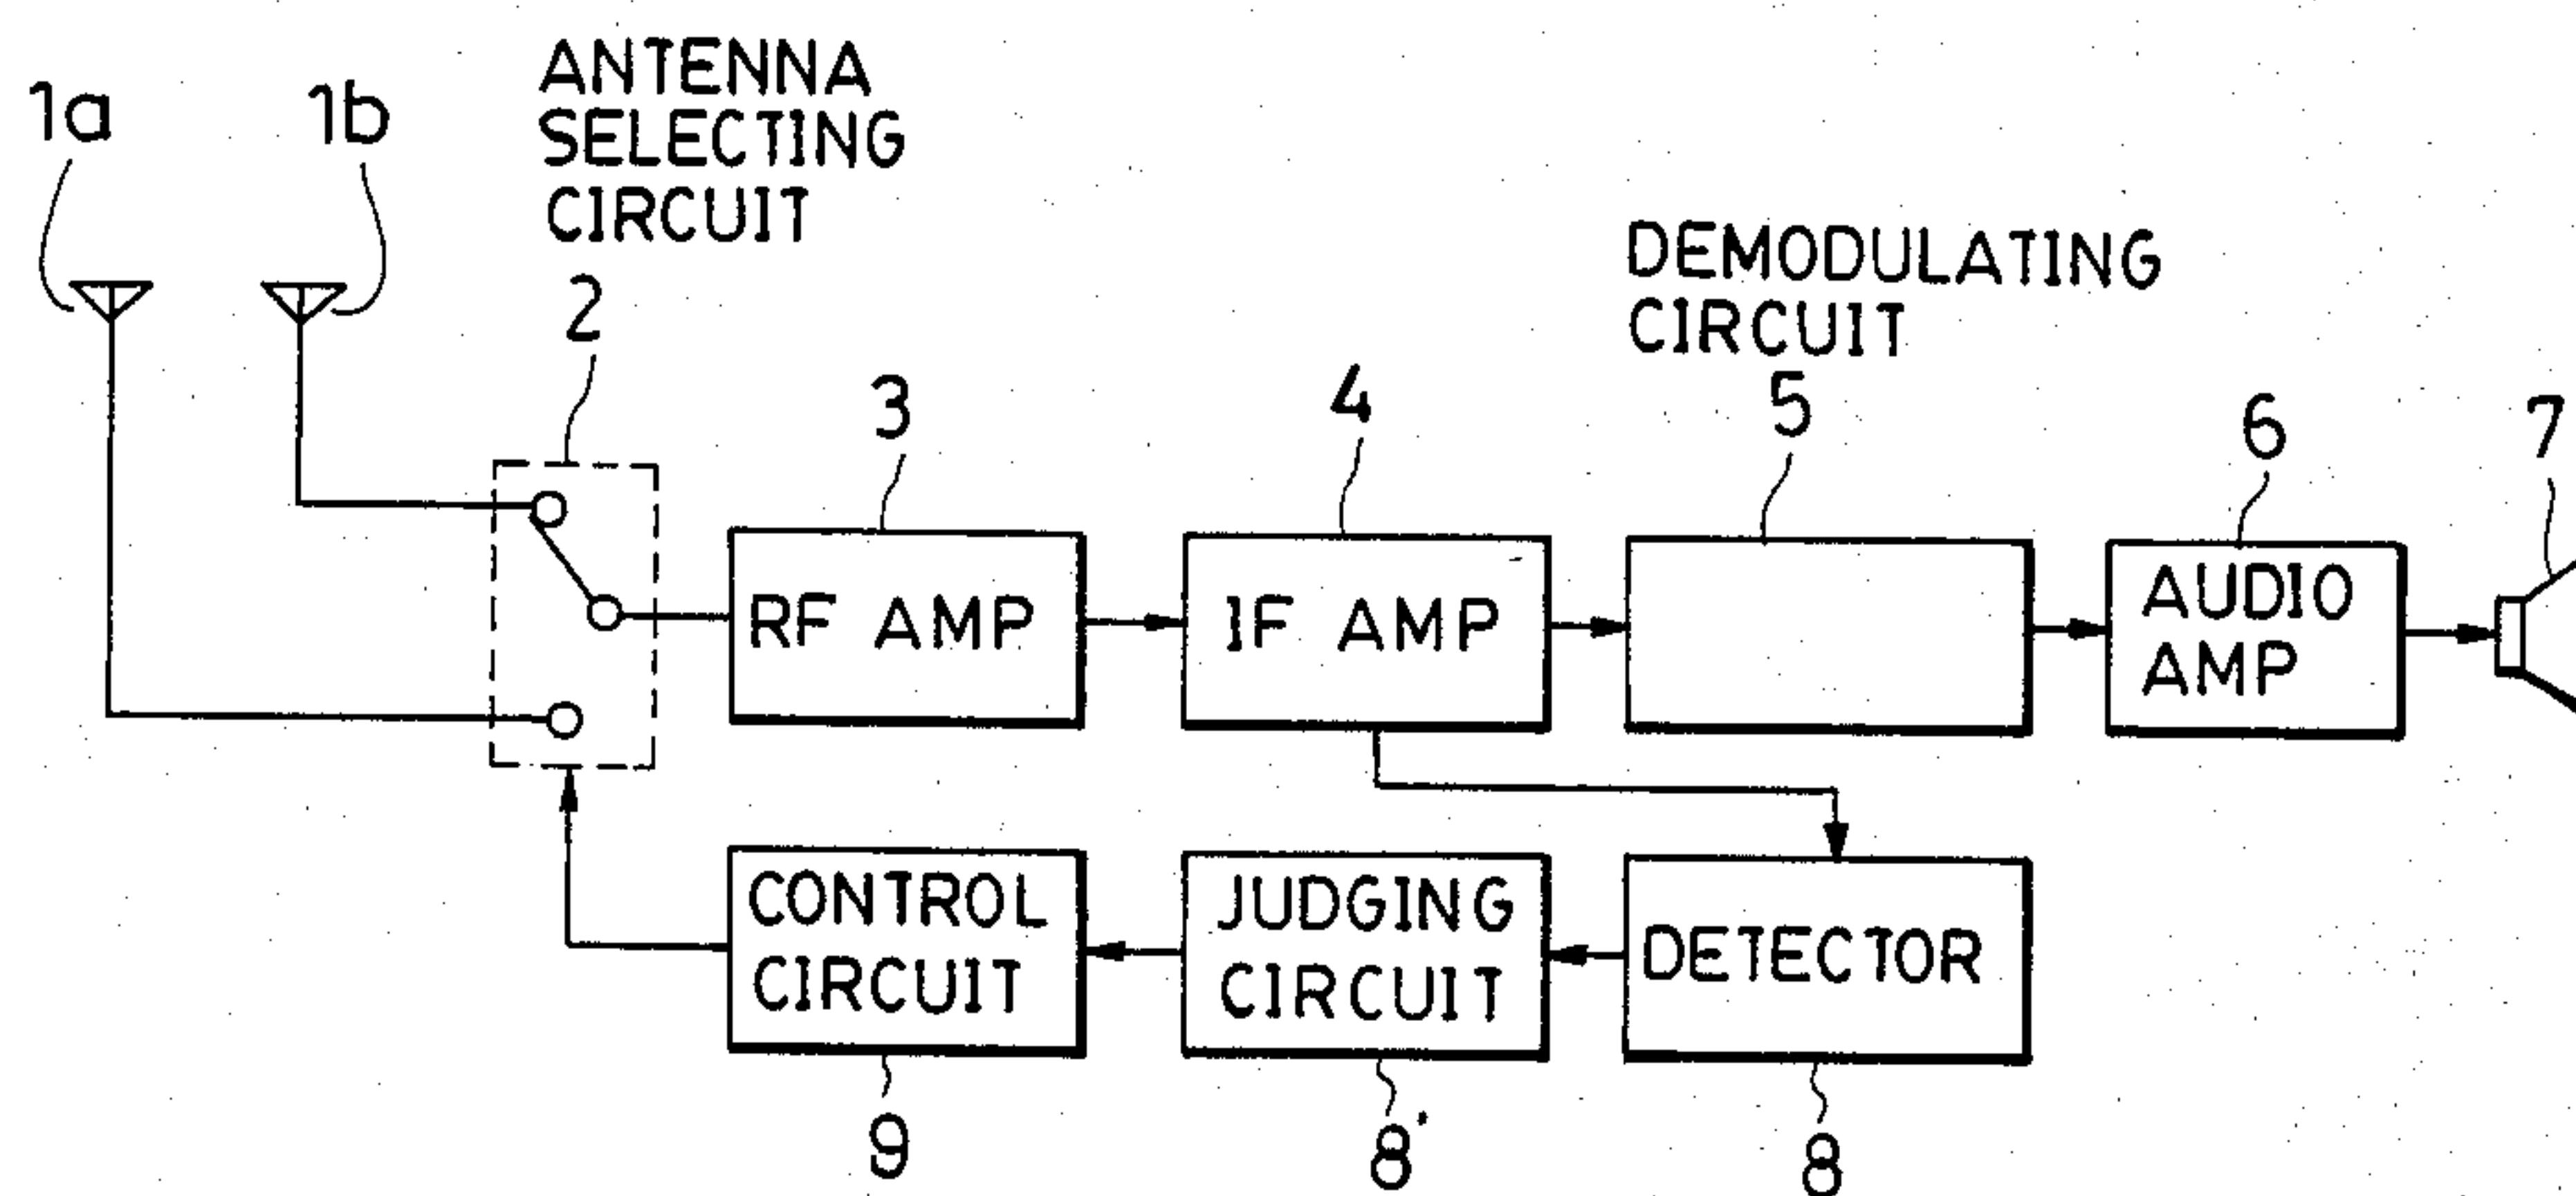 1a
1b
ANTENNA
SELECTING
CIRCUIT
2
DEMODULATING
CIRCUIT
3
4
5
6
7
RF AMP
IF AMP
AUDIO
AMP
CONTROL
CIRCUIT
JUDGING
CIRCUIT
DETECTOR
9
8'
8